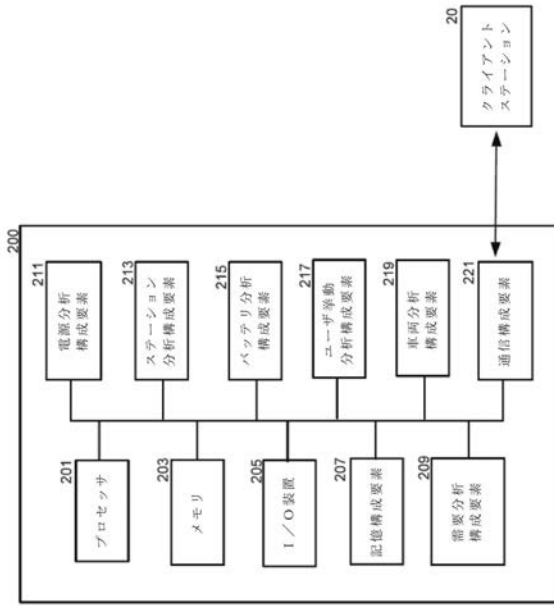 200
201
プロセッサ
203
メモリ
205
I/O装置
207
記憶構成要素
209
需要分析
構成要素
211
電源分析
構成要素
213
ステーション
分析構成要素
215
バッテリ分析
構成要素
217
ユーザ挙動
分析構成要素
219
車両分析
構成要素
221
通信構成要素
20
クライアント
ステーション